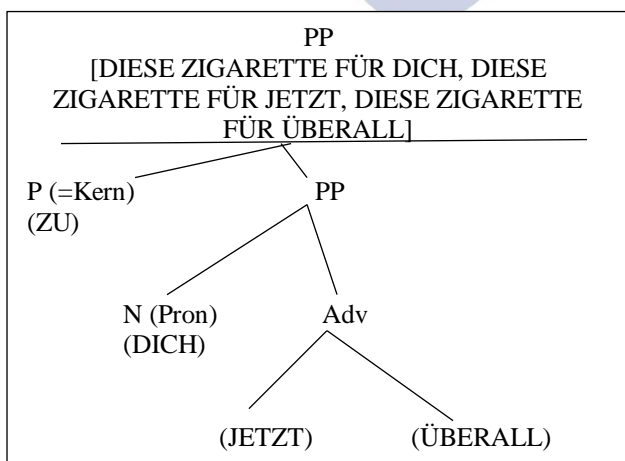 PP
[DIESE ZIGARETTE FÜR DICH, DIESE
ZIGARETTE FÜR JETZT, DIESE ZIGARETTE
FÜR ÜBERALL]
P (=Kern) PP
(ZU)
N (Pron) Adv
(DICH)
(JETZT) (ÜBERALL)